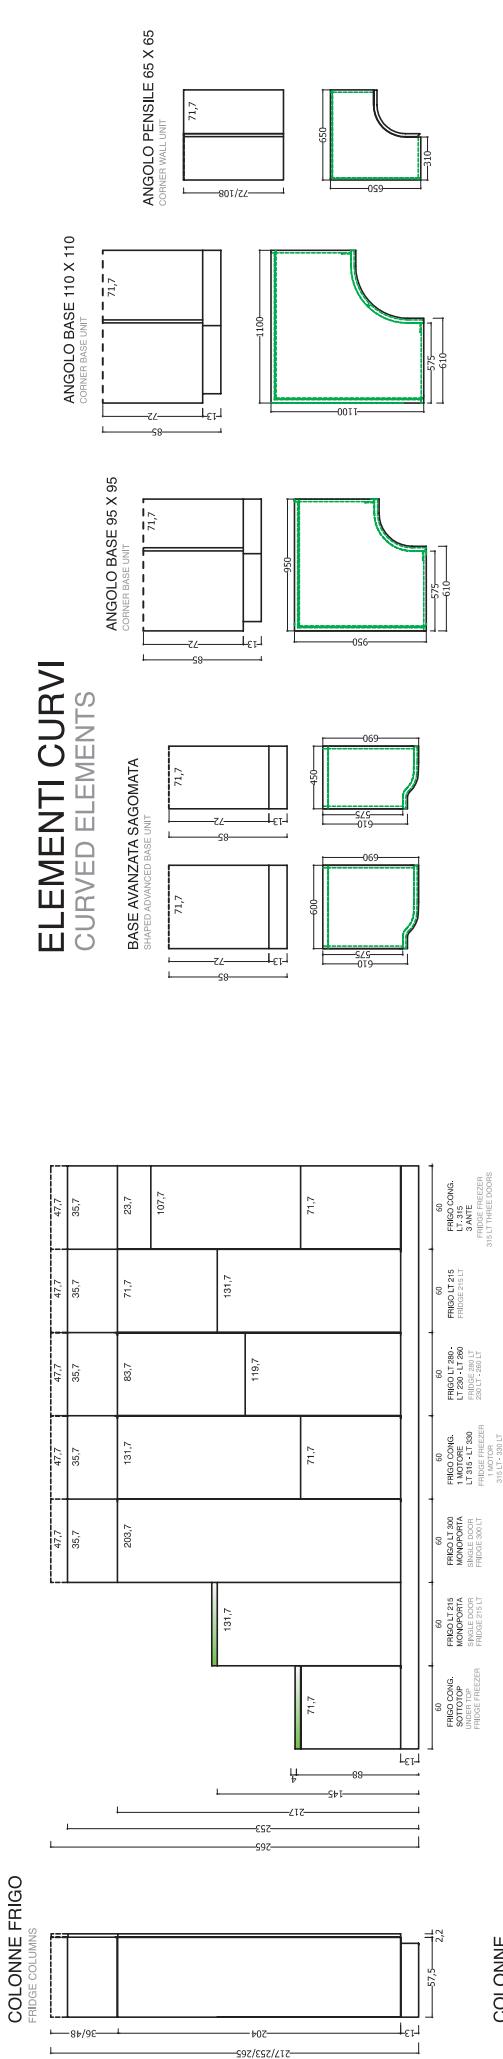 COLONNE FRIGO
FRIDGE COLUMNS
217/253/265
36/48
204
13
57,5
2,2
265
253
217
145
88
4
13
71,7
60
FRIGO CONG.
SOTTOTOP
UNDER TOP
FRIDGE FREEZER
131,7
60
FRIGO LT 215
MONOPORTA
SINGLE DOOR
FRIDGE 215 LT
47,7
35,7
203,7
60
FRIGO LT 300
MONOPORTA
SINGLE DOOR
FRIDGE 300 LT
47,7
35,7
131,7
71,7
60
FRIGO CONG.
1 MOTORE
LT 315 - LT 330
FRIDGE FREEZER
1 MOTOR
315 LT - 330 LT
47,7
35,7
83,7
119,7
60
FRIGO LT 280 -
LT 230 - LT 260
FRIDGE 280 LT
230 LT - 260 LT
47,7
35,7
71,7
131,7
60
FRIGO LT 215
FRIDGE 215 LT
47,7
35,7
23,7
107,7
71,7
60
FRIGO CONG.
LT. 315
3 ANTE
FRIDGE FREEZER
315 LT THREE DOORS
COLONNE
ELEMENTI CURVI
CURVED ELEMENTS
BASE AVANZATA SAGOMATA
SHAPED ADVANCED BASE UNIT
71,7
72
13
85
600
690
575
610
71,7
72
13
85
450
690
575
610
ANGOLO BASE 95 X 95
CORNER BASE UNIT
71,7
72
13
85
950
950
575
610
ANGOLO BASE 110 X 110
CORNER BASE UNIT
71,7
72
13
85
1100
1100
575
610
ANGOLO PENSILE 65 X 65
CORNER WALL UNIT
71,7
72/108
650
650
310